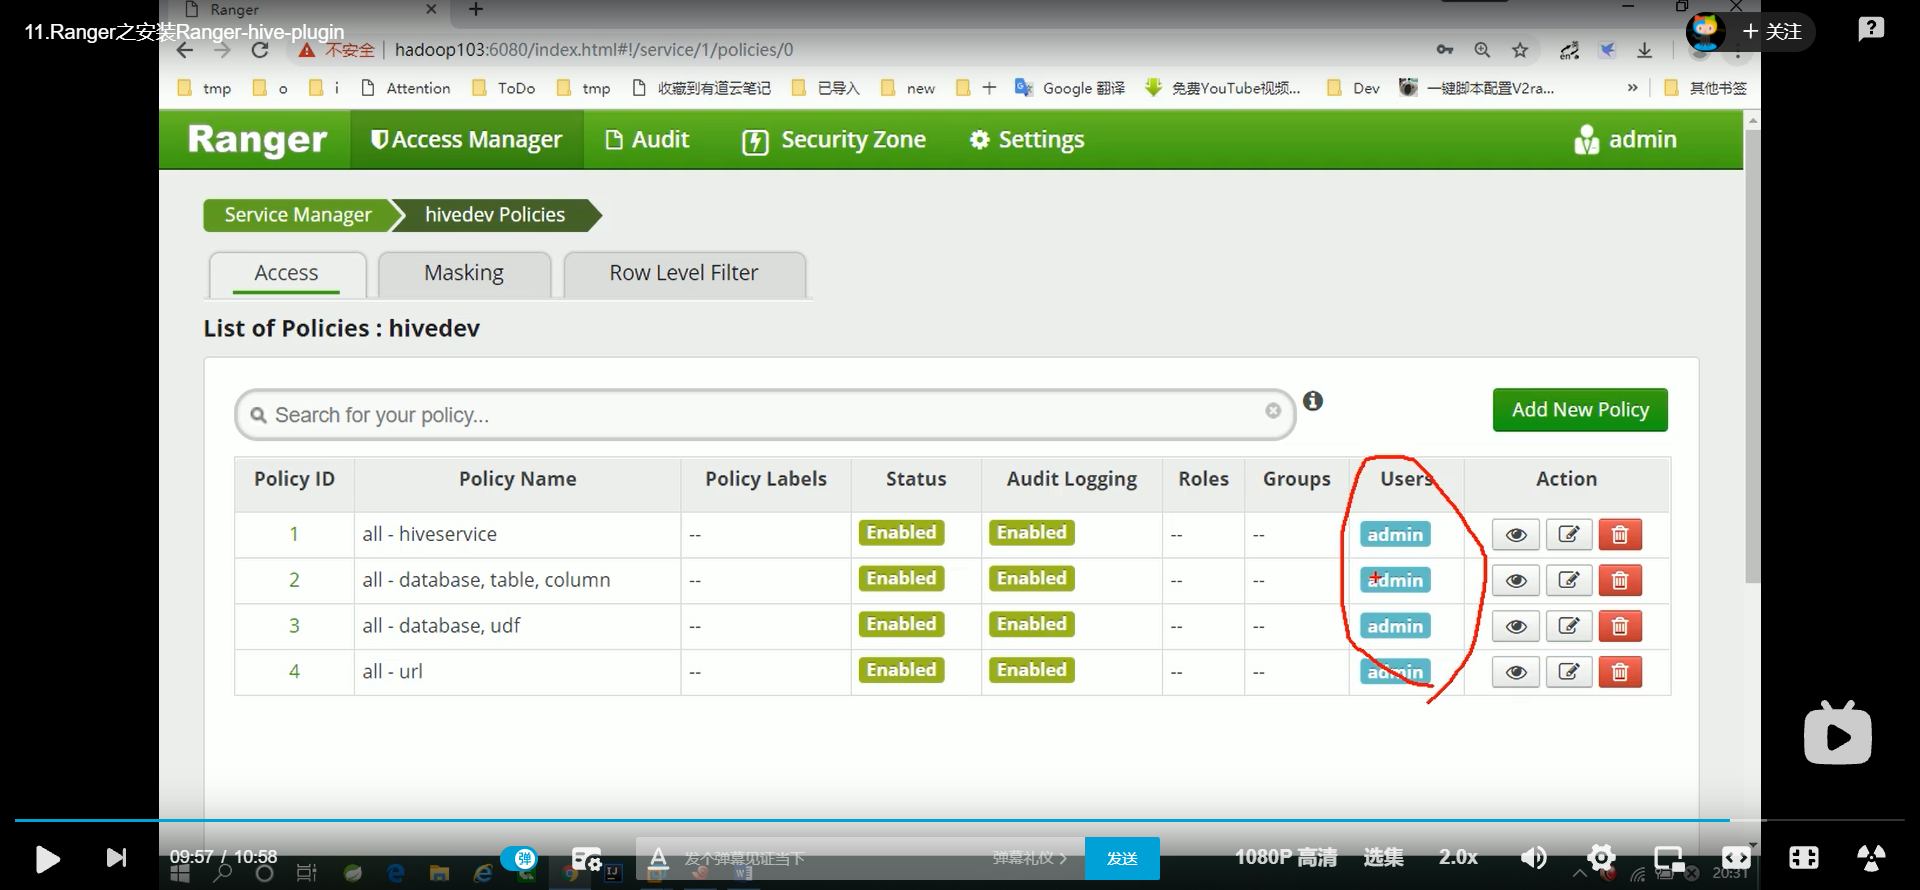 Ranger
11.Ranger之安装Ranger-hive-plugin
关注
不安全 hadoop103:6080/index.html#!/service/1/policies/0
tmp o i Attention ToDo tmp 收藏到有道云笔记 已导入 new 十 Google 翻译 免费YouTube视频... Dev 一键脚本配置V2ra... » 其他书签
Ranger Access Manager Audit Security Zone Settings admin
Service Manager hivedev Policies
Access Masking Row Level Filter
List of Policies : hivedev
Search for your policy... Add New Policy
Policy ID Policy Name Policy Labels Status Audit Logging Roles Groups Users Action
1 all - hiveservice -- Enabled Enabled -- -- admin
2 all - database, table, column -- Enabled Enabled -- -- admin
3 all - database, udf -- Enabled Enabled -- -- admin
4 all - url -- Enabled Enabled -- -- admin
09:57 / 10:58 弹 发个弹幕见证当下 弹幕礼仪 发送 1080P 高清 选集 2.0x
20:31